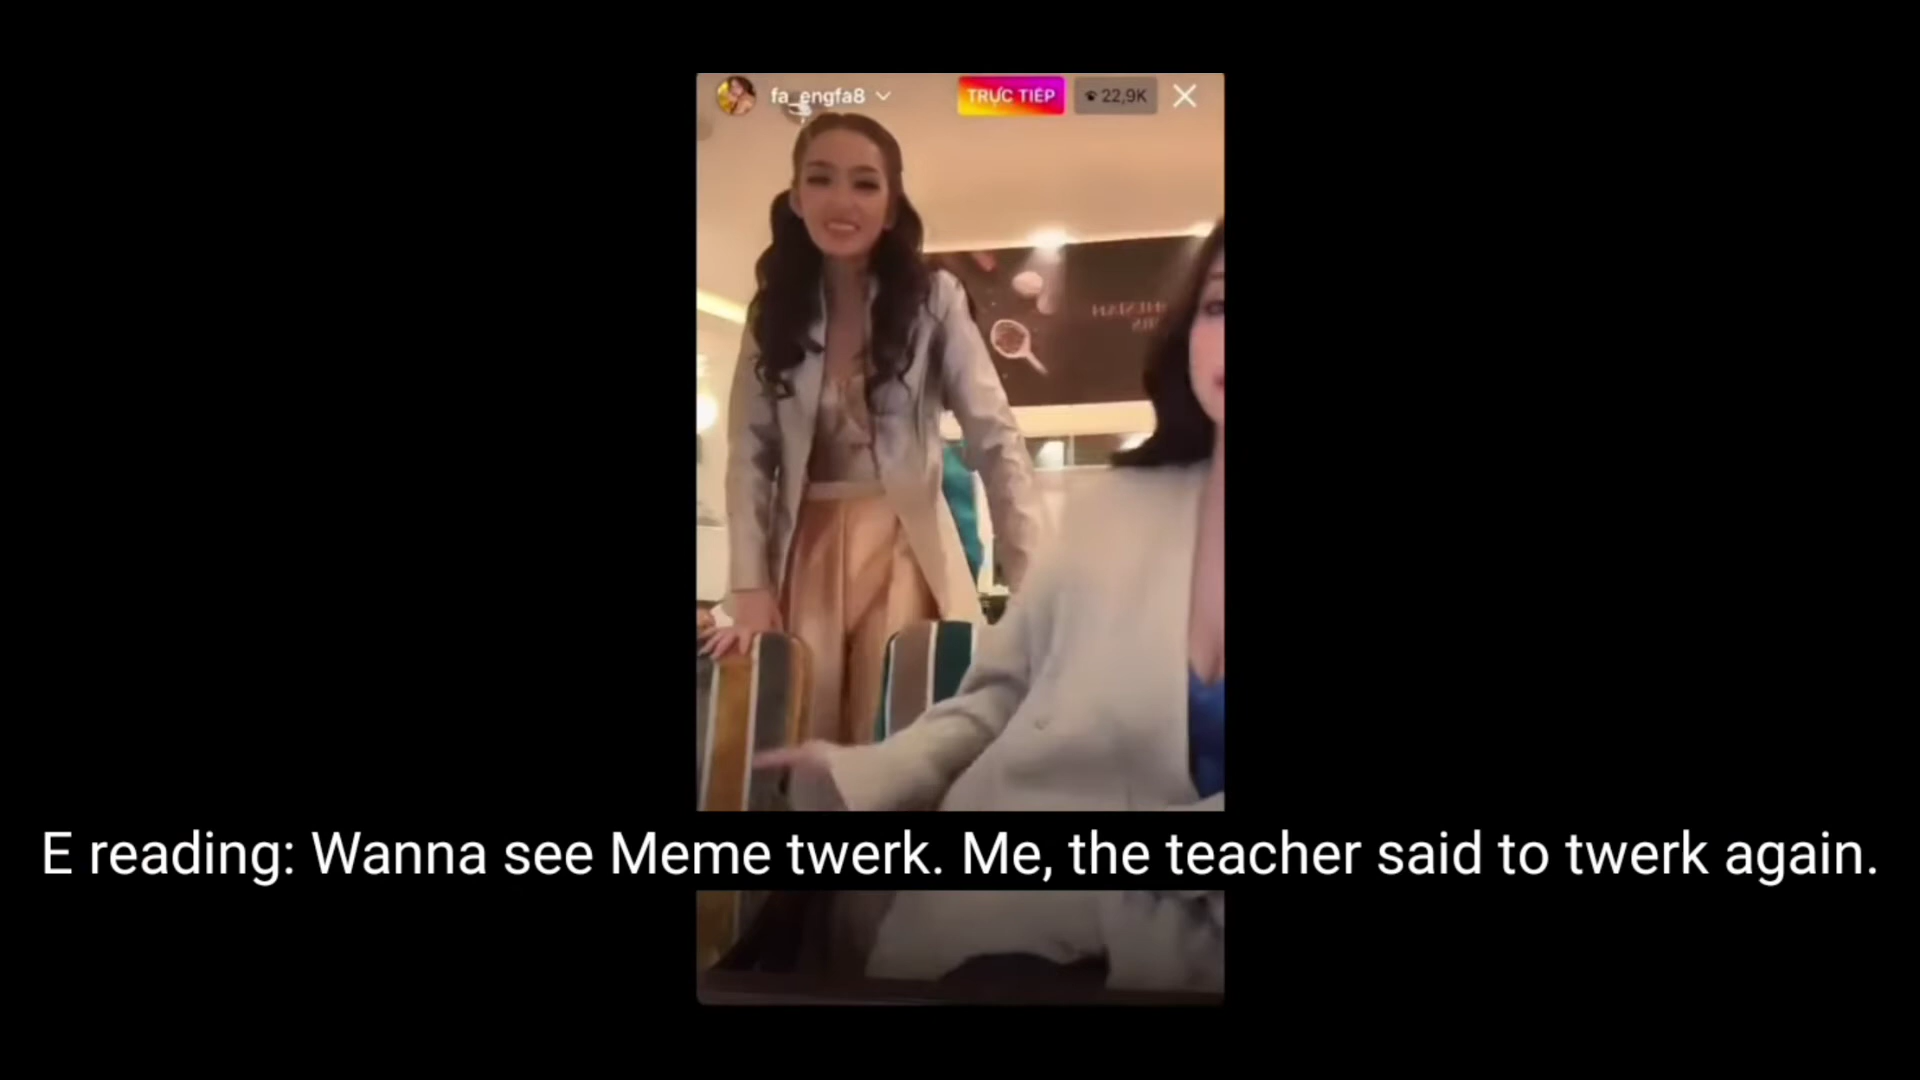 fa_engfa8
TRỰC TIẾP
22,9K
E reading: Wanna see Meme twerk. Me, the teacher said to twerk again.